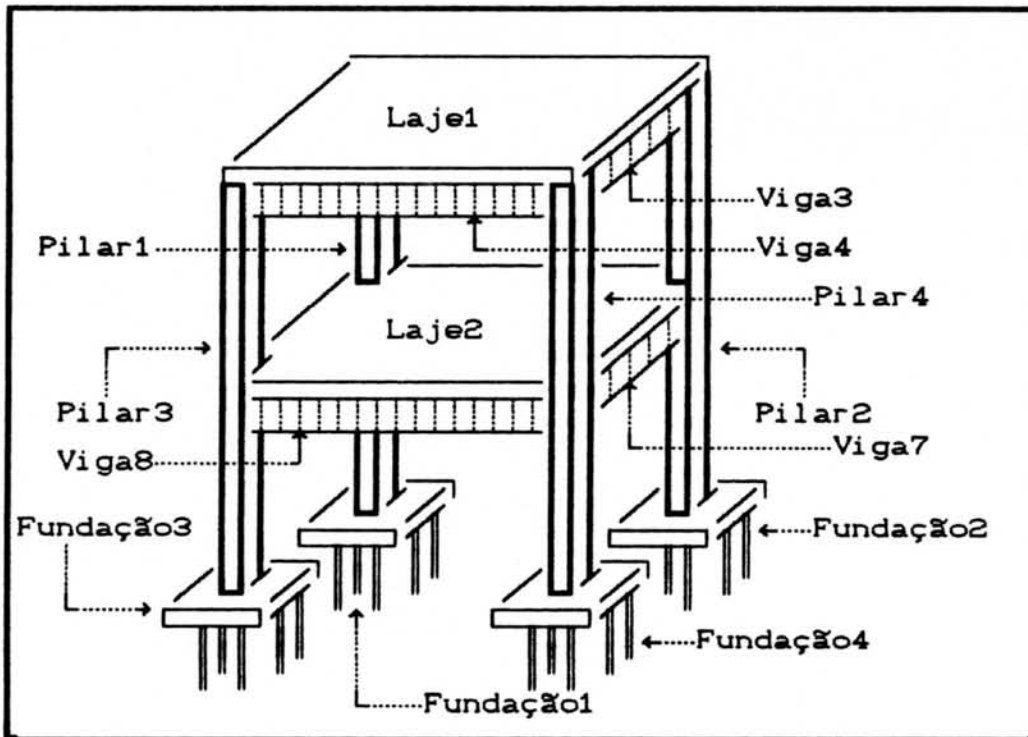 Laje1
Viga3
Pilar1
Viga4
Pilar4
Laje2
Pilar3
Pilar2
Viga8
Viga7
Fundação3
Fundação2
Fundação4
Fundação1